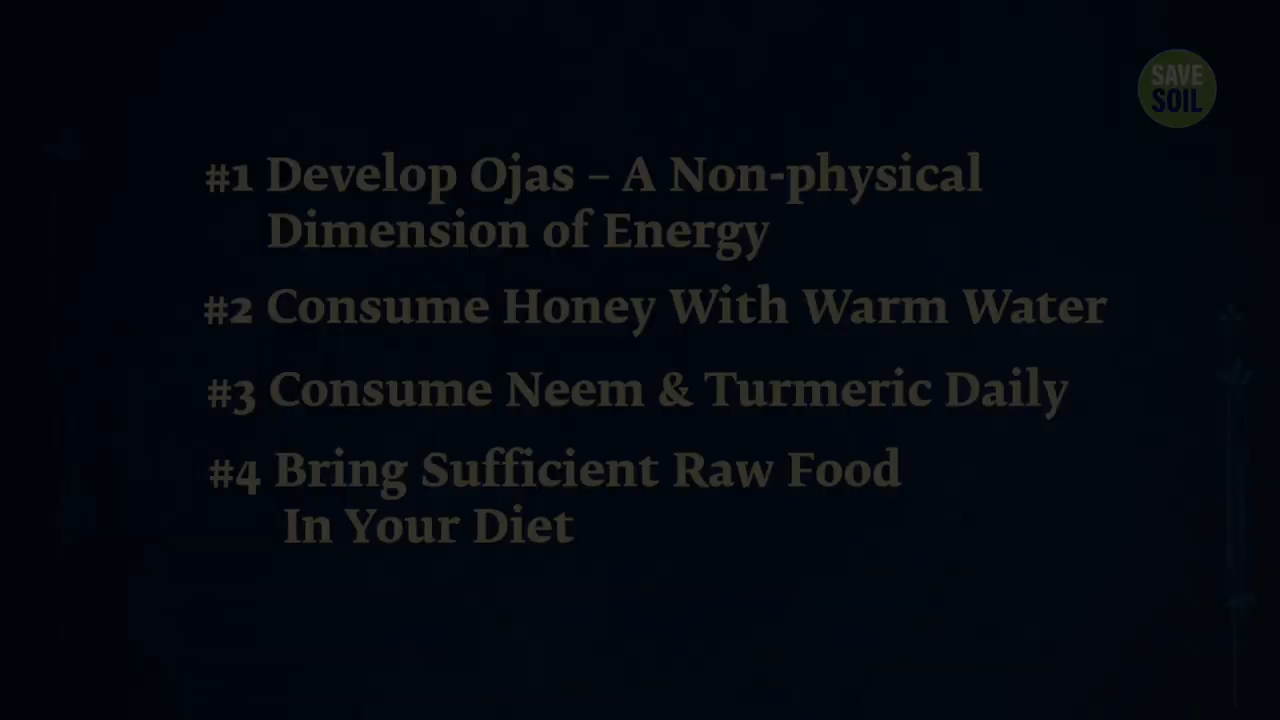 SAVE
SOIL
#1 Develop Ojas – A Non-physical
Dimension of Energy
#2 Consume Honey With Warm Water
#3 Consume Neem & Turmeric Daily
#4 Bring Sufficient Raw Food
In Your Diet